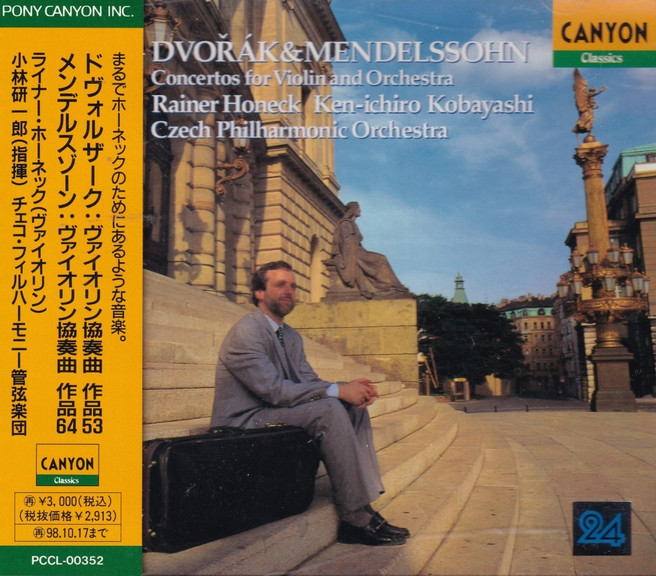 PONY CANYON INC.
まるでホーネックのためにあるような音楽。
ドヴォルザーク:ヴァイオリン協奏曲 作品53
メンデルスゾーン:ヴァイオリン協奏曲 作品64
ライナー・ホーネック(ヴァイオリン)
小林研一郎(指揮) チェコ・フィルハーモニー管弦楽団
CANYON
Classics
再 ¥3,000(税込)
(税抜価格¥2,913)
再 98.10.17まで
PCCL-00352
DVOŘÁK&MENDELSSOHN
Concertos for Violin and Orchestra
Rainer Honeck Ken-ichiro Kobayashi
Czech Philharmonic Orchestra
CANYON
Classics
24